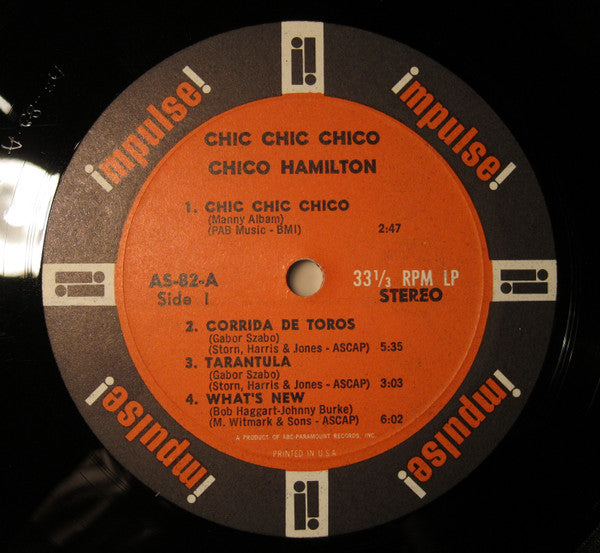 impulse!
impulse!
CHIC CHIC CHICO
CHICO HAMILTON
1. CHIC CHIC CHICO
(Manny Albam)
(PAB Music - BMI) 2:47
AS-82-A
Side 1
33 1/3 RPM LP
STEREO
2. CORRIDA DE TOROS
(Gabor Szabo)
(Storn, Harris & Jones - ASCAP) 5:35
3. TARANTULA
(Gabor Szabo)
(Storn, Harris & Jones - ASCAP) 3:03
4. WHAT'S NEW
(Bob Haggart-Johnny Burke)
(M. Witmark & Sons - ASCAP) 6:02
A PRODUCT OF ABC-PARAMOUNT RECORDS, INC.
PRINTED IN U.S.A.
impulse!
impulse!
i!
i!
i!
i!